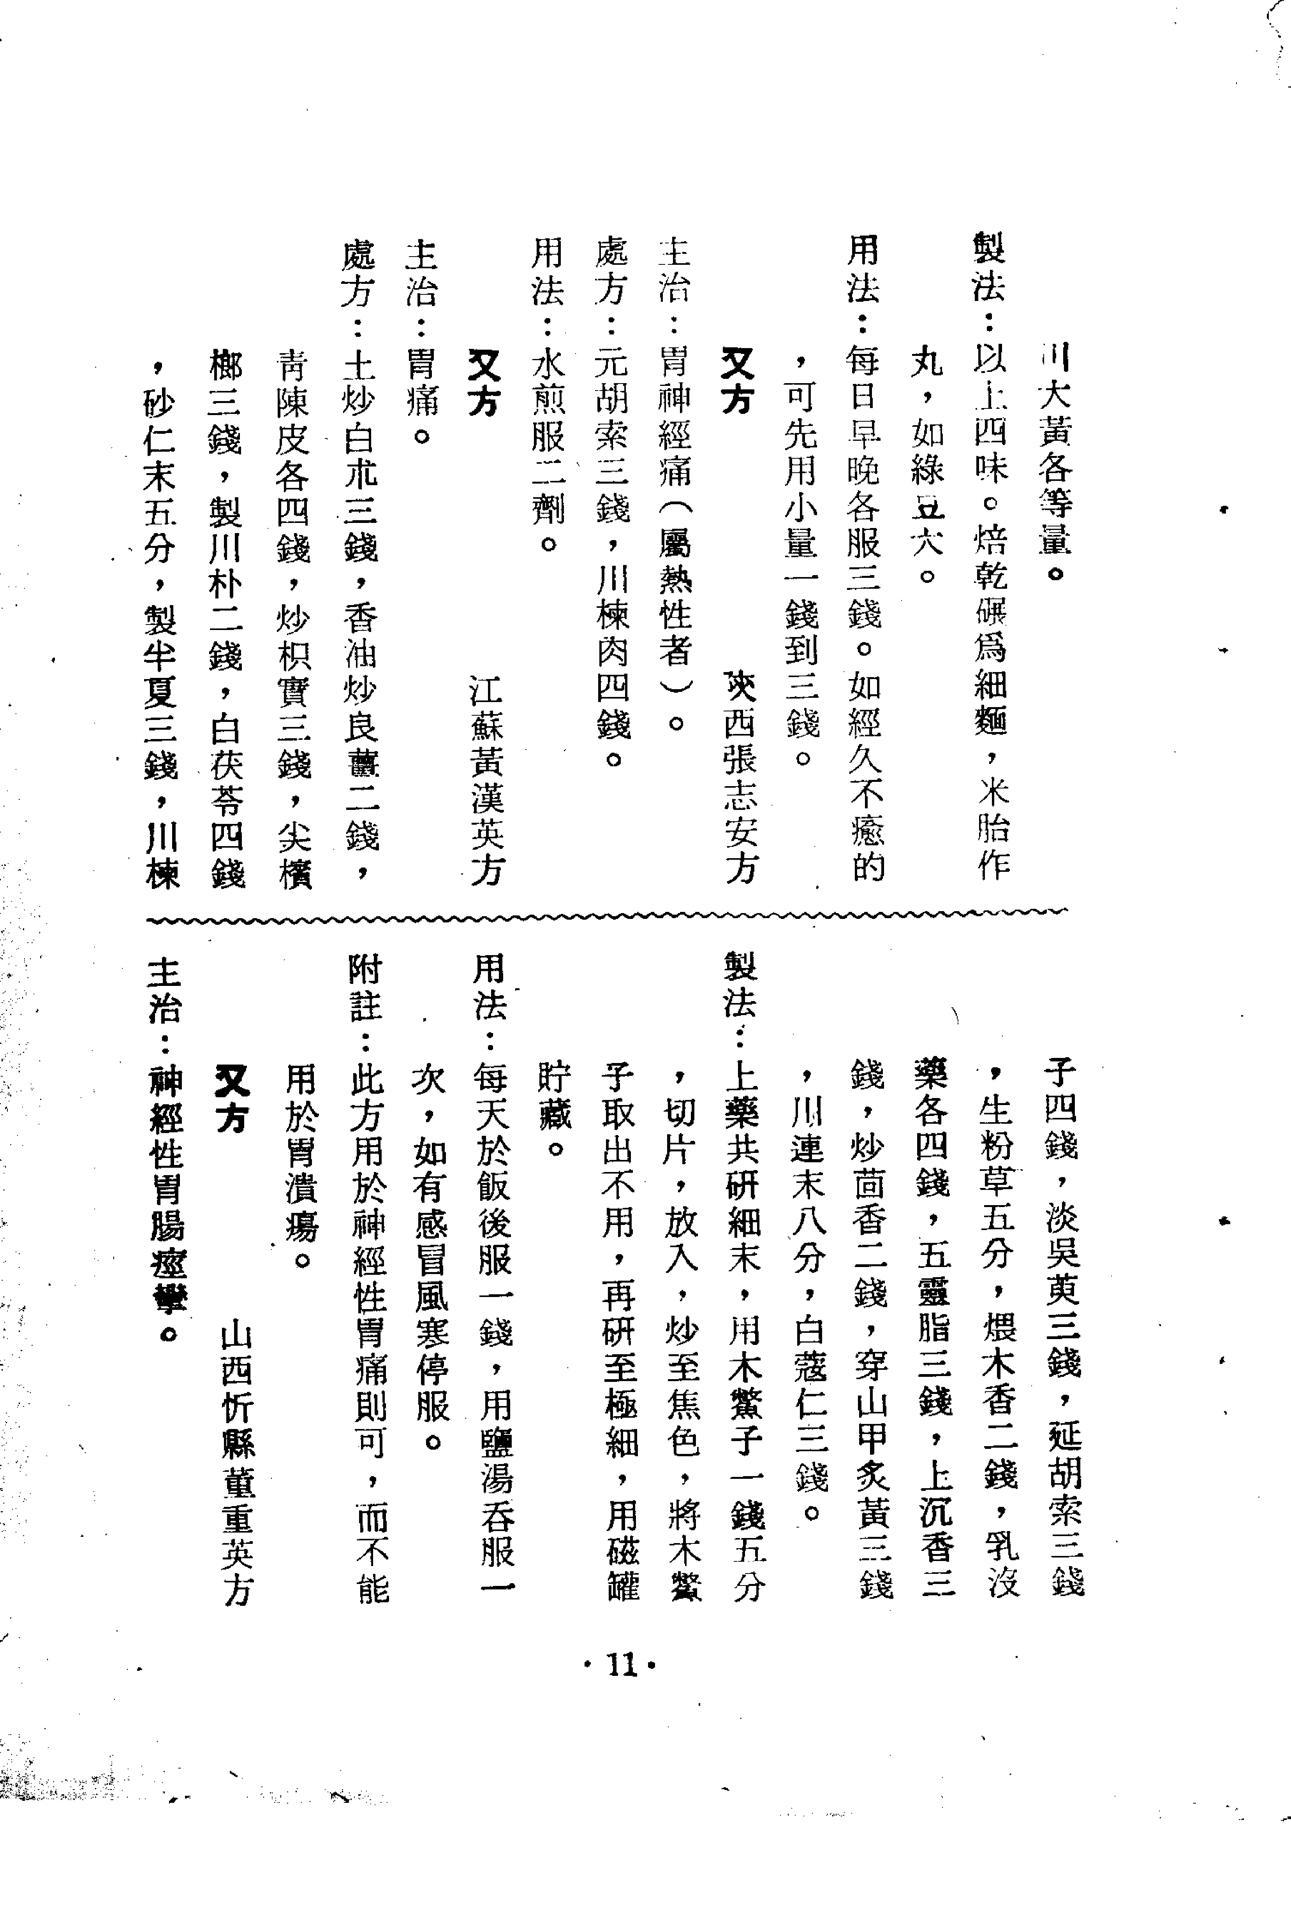 川大黃各等量。
製法：以上四味。焙乾碾爲細麵，米胎作
丸，如綠豆大。
用法：每日早晚各服三錢。如經久不癒的
，可先用小量一錢到三錢。
又方　陝西張志安方
主治：胃神經痛（屬熱性者）。
處方：元胡索三錢，川楝肉四錢。
用法：水煎服二劑。
又方　江蘇黃漢英方
主治：胃痛。
處方：土炒白朮三錢，香油炒良薑二錢，
靑陳皮各四錢，炒枳實三錢，尖檳
榔三錢，製川朴二錢，白茯苓四錢
，砂仁末五分，製半夏三錢，川楝
子四錢，淡吳萸三錢，延胡索三錢
，生粉草五分，煨木香二錢，乳沒
藥各四錢，五靈脂三錢，上沉香三
錢，炒茴香二錢，穿山甲炙黃三錢
，川連末八分，白蔻仁三錢。
製法：上藥共研細末，用木鱉子一錢五分
，切片，放入，炒至焦色，將木鱉
子取出不用，再研至極細，用磁罐
貯藏。
用法：每天於飯後服一錢，用鹽湯吞服一
次，如有感冒風寒停服。
附註：此方用於神經性胃痛則可，而不能
用於胃潰瘍。
又方　山西忻縣董重英方
主治：神經性胃腸痙攣。
·11·